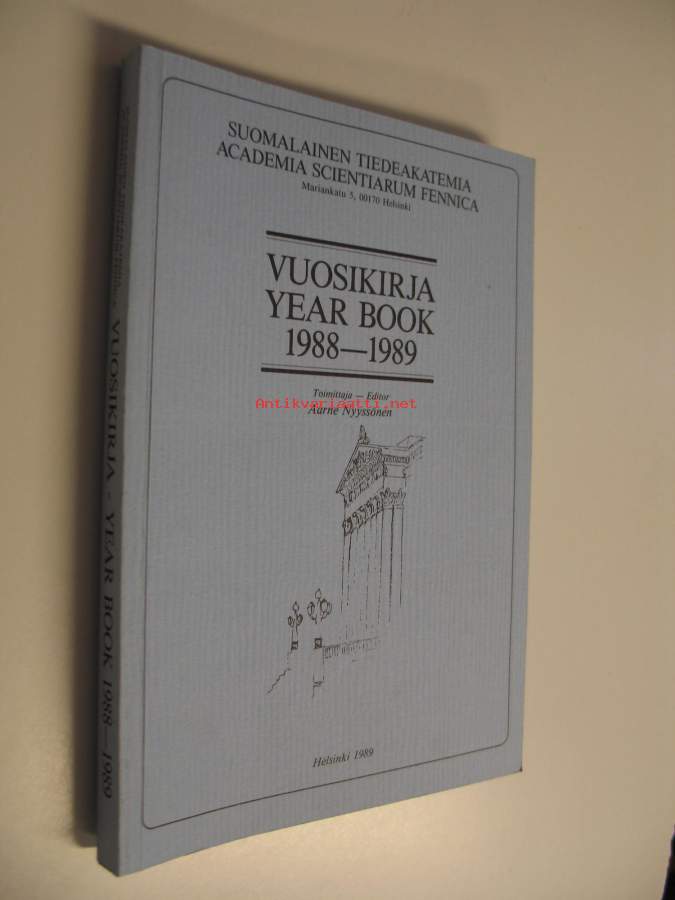 SUOMALAINEN TIEDEAKATEMIA
ACADEMIA SCIENTIARUM FENNICA
Mariankatu 5, 00170 Helsinki
VUOSIKIRJA
YEAR BOOK
1988—1989
Toimittaja — Editor
Antikvariaatti.net
Aarne Nyyssönen
Helsinki 1989
VUOSIKIRJA - YEAR BOOK 1988—1989